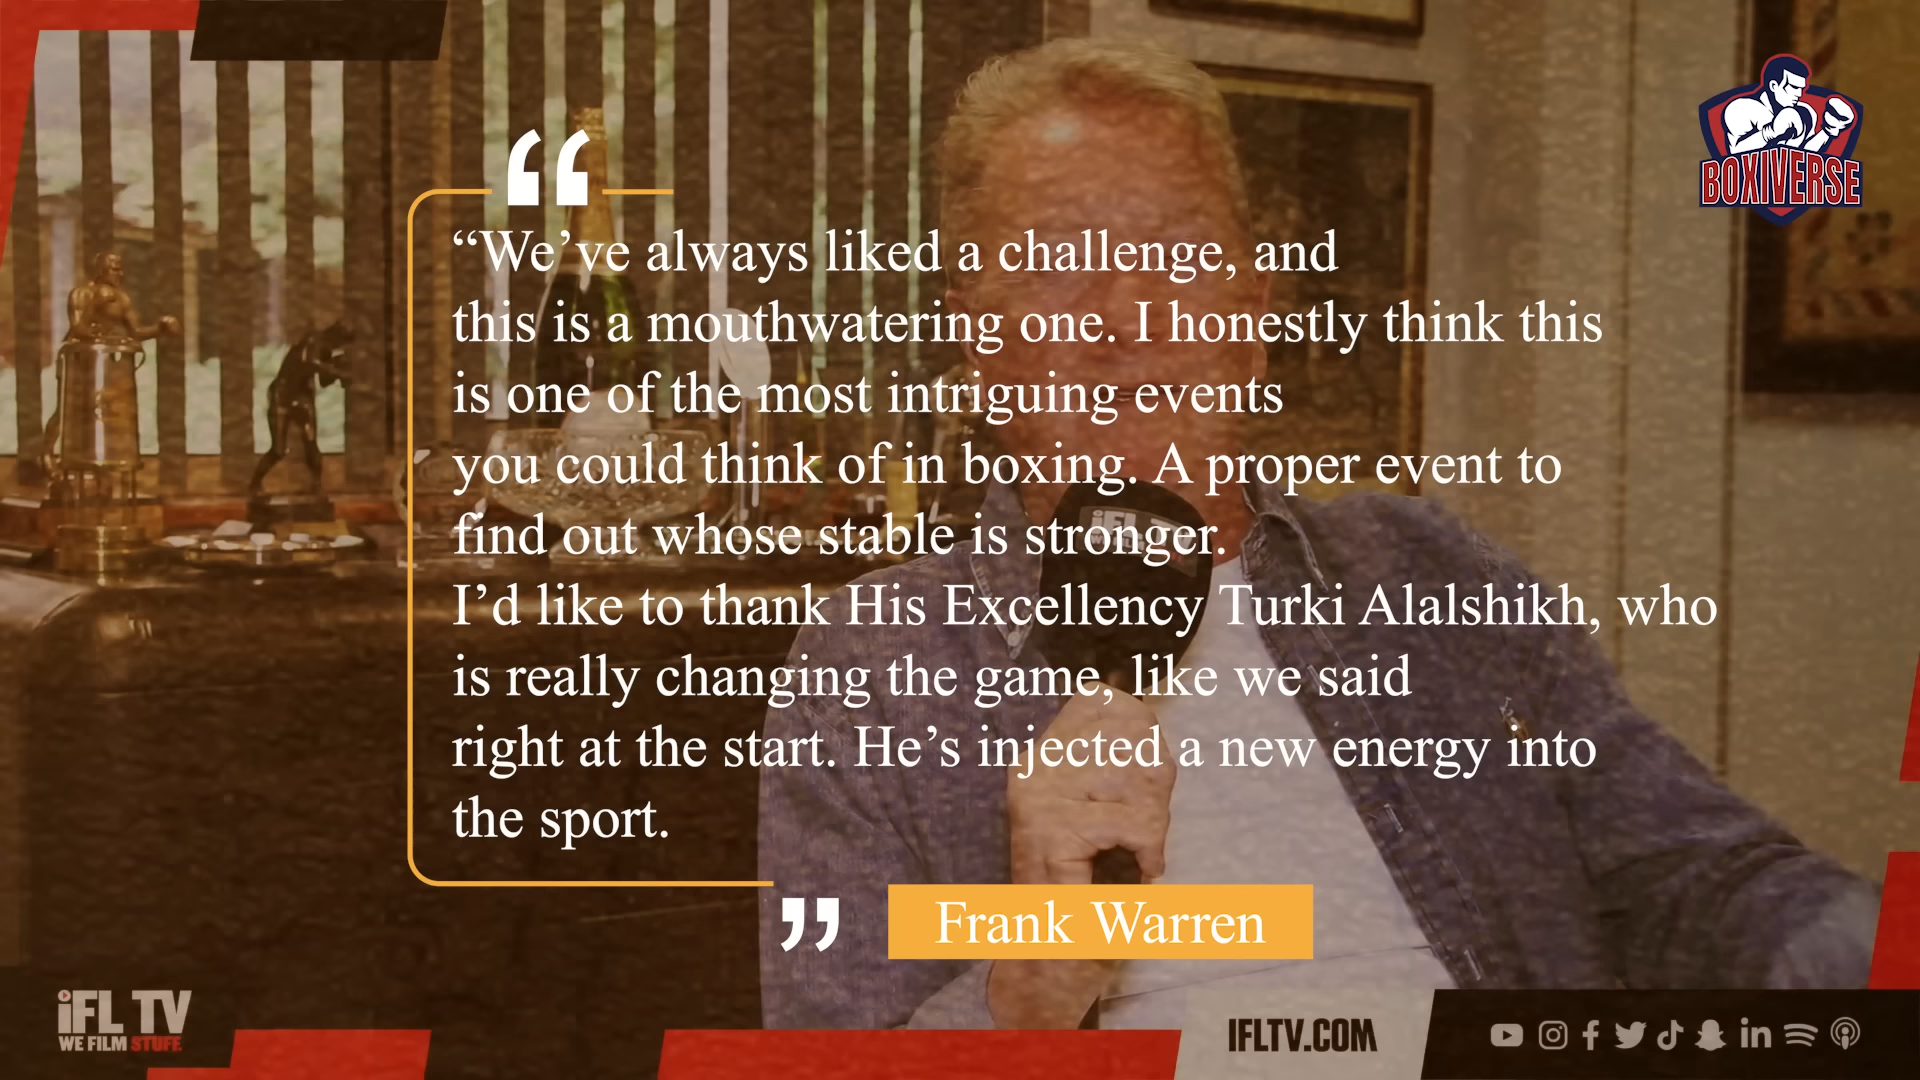 BOXIVERSE
“We’ve always liked a challenge, and
this is a mouthwatering one. I honestly think this
is one of the most intriguing events
you could think of in boxing. A proper event to
find out whose stable is stronger.
I’d like to thank His Excellency Turki Alalshikh, who
is really changing the game, like we said
right at the start. He’s injected a new energy into
the sport.
”
Frank Warren
iFL TV
WE FILM STUFF
IFLTV.COM
iFL TV